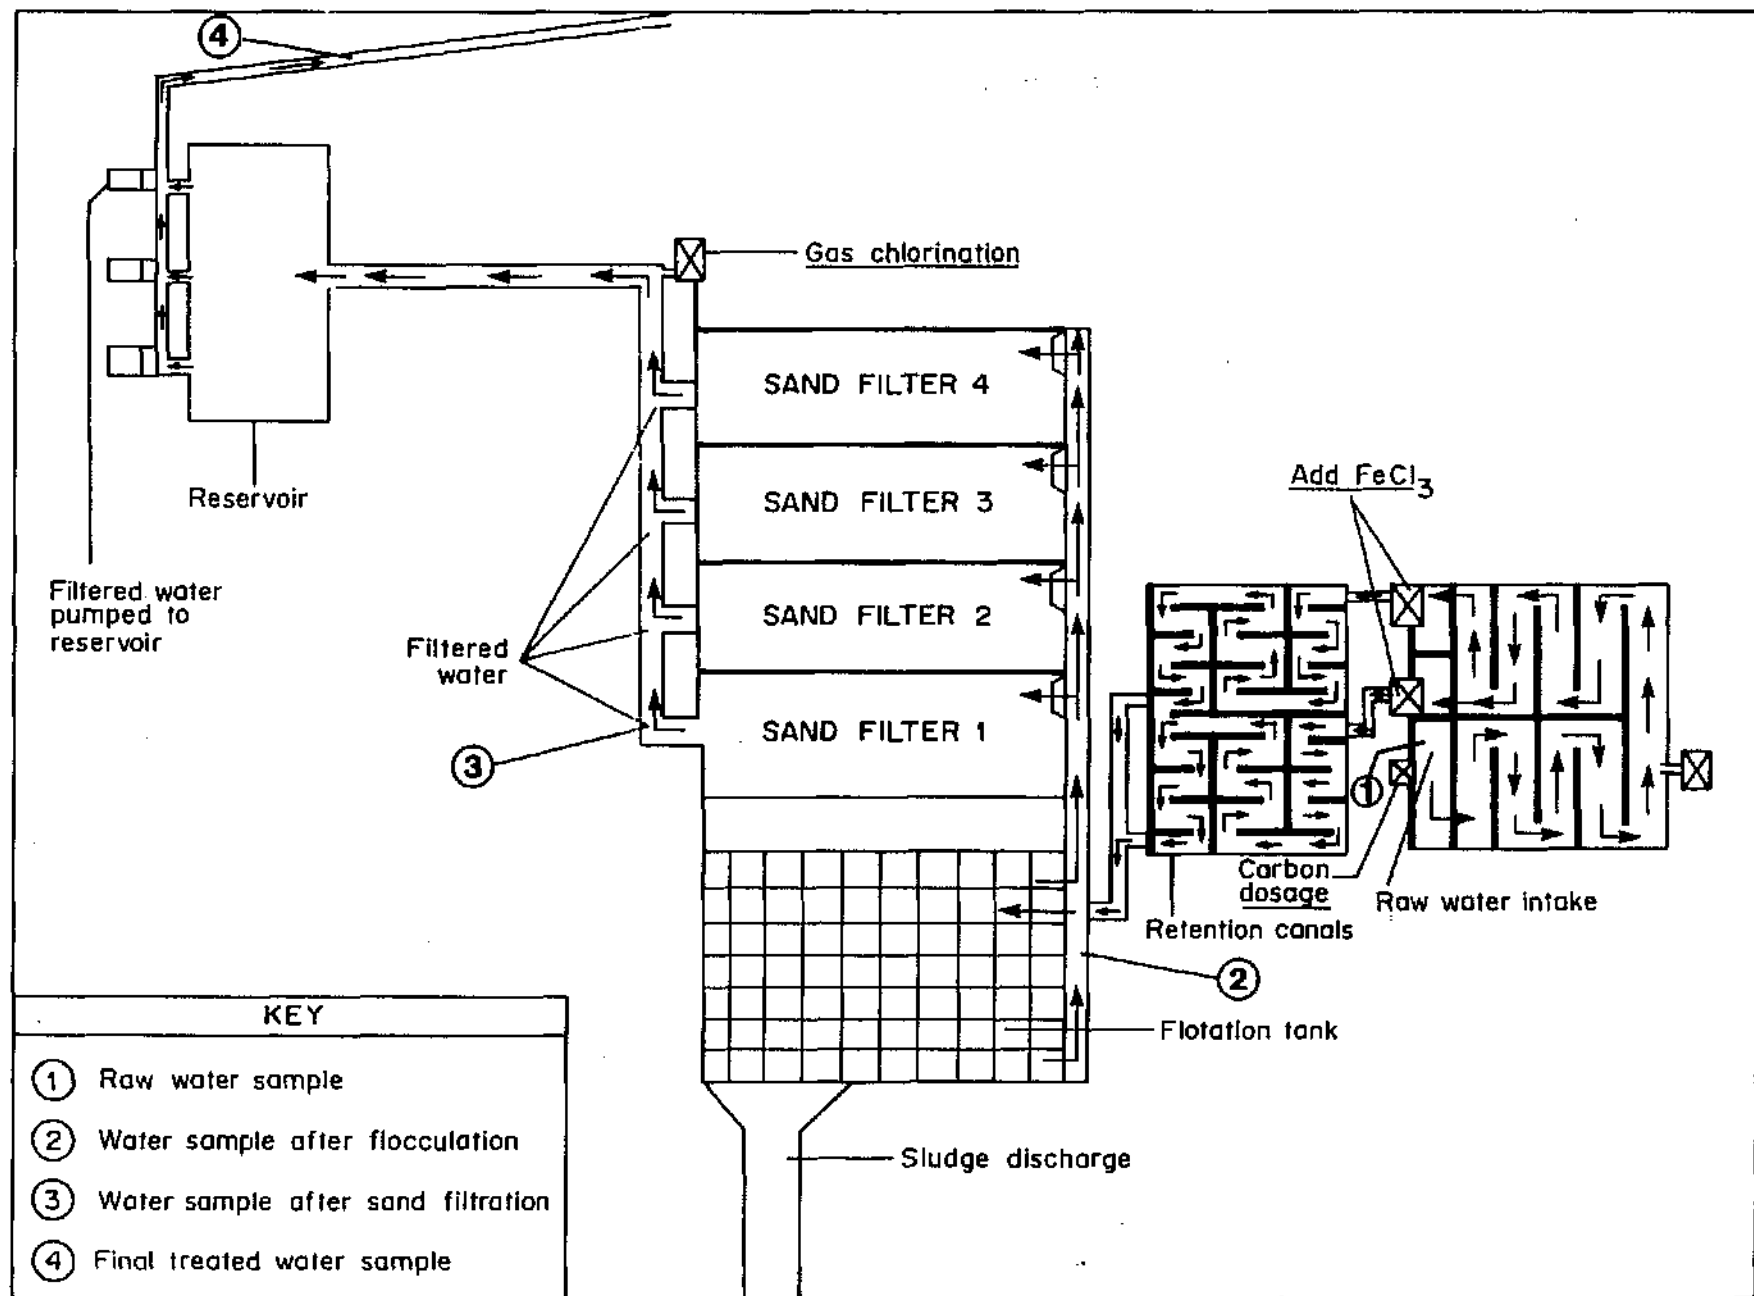 4
Gas chlorination
SAND FILTER 4
Reservoir
SAND FILTER 3
Add FeCl3
Filtered water
pumped to
reservoir
SAND FILTER 2
Filtered
water
SAND FILTER 1
3
1
Carbon
dosage
Raw water intake
Retention canals
2
Flotation tank
Sludge discharge
KEY
1 Raw water sample
2 Water sample after flocculation
3 Water sample after sand filtration
4 Final treated water sample